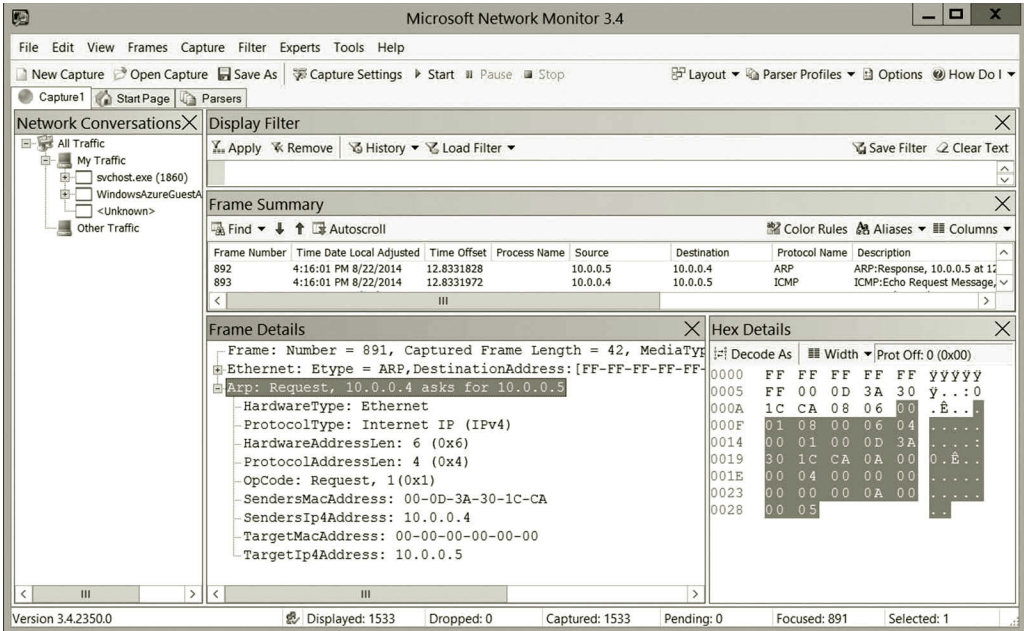 Microsoft Network Monitor 3.4
File Edit View Frames Capture Filter Experts Tools Help
New Capture Open Capture Save As Capture Settings Start Pause Stop Layout Parser Profiles Options How Do I
Capture1 Start Page Parsers
Network Conversations
All Traffic
My Traffic
svchost.exe (1860)
WindowsAzureGuestA
<Unknown>
Other Traffic
Display Filter
Apply Remove History Load Filter Save Filter Clear Text
Frame Summary
Find Autoscroll Color Rules Aliases Columns
Frame Number Time Date Local Adjusted Time Offset Process Name Source Destination Protocol Name Description
892 4:16:01 PM 8/22/2014 12.8331828 10.0.0.5 10.0.0.4 ARP ARP:Response, 10.0.0.5 at 12
893 4:16:01 PM 8/22/2014 12.8331972 10.0.0.4 10.0.0.5 ICMP ICMP:Echo Request Message,
Frame Details
Frame: Number = 891, Captured Frame Length = 42, MediaTyp
Ethernet: Etype = ARP,DestinationAddress:[FF-FF-FF-FF-FF-
Arp: Request, 10.0.0.4 asks for 10.0.0.5
HardwareType: Ethernet
ProtocolType: Internet IP (IPv4)
HardwareAddressLen: 6 (0x6)
ProtocolAddressLen: 4 (0x4)
OpCode: Request, 1(0x1)
SendersMacAddress: 00-0D-3A-30-1C-CA
SendersIp4Address: 10.0.0.4
TargetMacAddress: 00-00-00-00-00-00
TargetIp4Address: 10.0.0.5
Hex Details
Decode As Width Prot Off: 0 (0x00)
0000 FF FF FF FF FF ÿÿÿÿÿ
0005 FF 00 0D 3A 30 ÿ..:0
000A 1C CA 08 06 00 .Ê...
000F 01 08 00 06 04 .....
0014 00 01 00 0D 3A ....:
0019 30 1C CA 0A 00 0.Ê..
001E 00 04 00 00 00 .....
0023 00 00 00 0A 00 .....
0028 00 05 ..
Version 3.4.2350.0 Displayed: 1533 Dropped: 0 Captured: 1533 Pending: 0 Focused: 891 Selected: 1